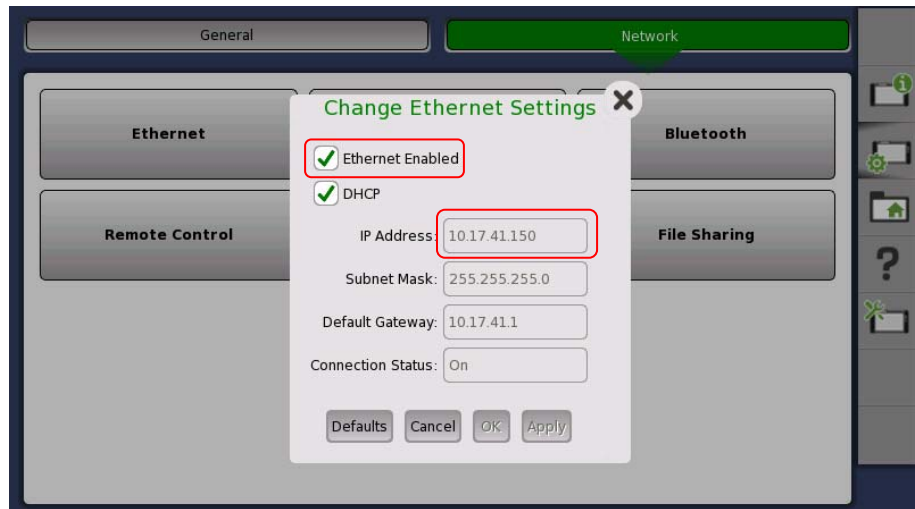 General
Network
Change Ethernet Settings
Ethernet
Bluetooth
Ethernet Enabled
DHCP
Remote Control
File Sharing
IP Address: 10.17.41.150
Subnet Mask: 255.255.255.0
Default Gateway: 10.17.41.1
Connection Status: On
Defaults
Cancel
OK
Apply
i
?